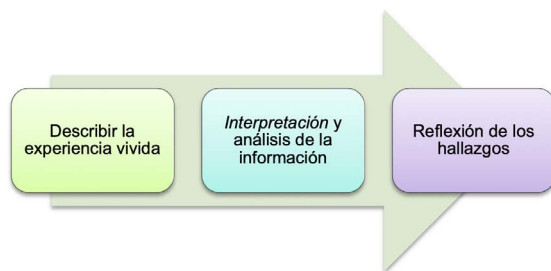 Describir la
experiencia vivida
Interpretación y
análisis de la
información
Reflexión de los
hallazgos